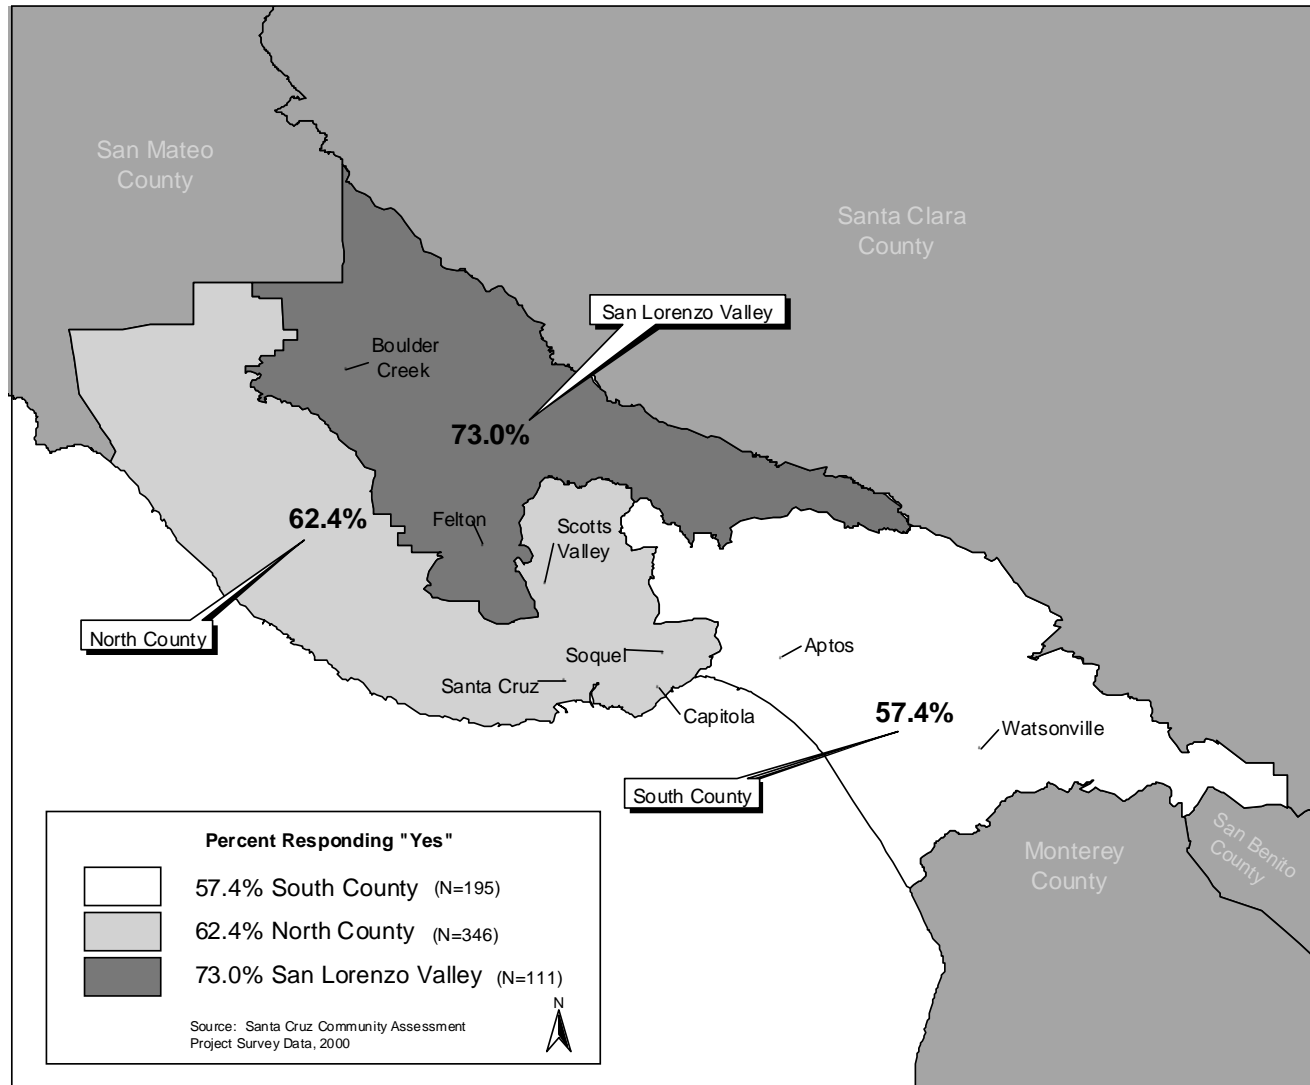 San Mateo
County
Santa Clara
County
San Lorenzo Valley
Boulder
Creek
73.0%
62.4%
Felton
Scotts
Valley
North County
Soquel
Aptos
Santa Cruz
Capitola
57.4%
Watsonville
South County
Monterey
County
San Benito
County
Percent Responding "Yes"
57.4% South County (N=195)
62.4% North County (N=346)
73.0% San Lorenzo Valley (N=111)
N
Source: Santa Cruz Community Assessment
Project Survey Data, 2000